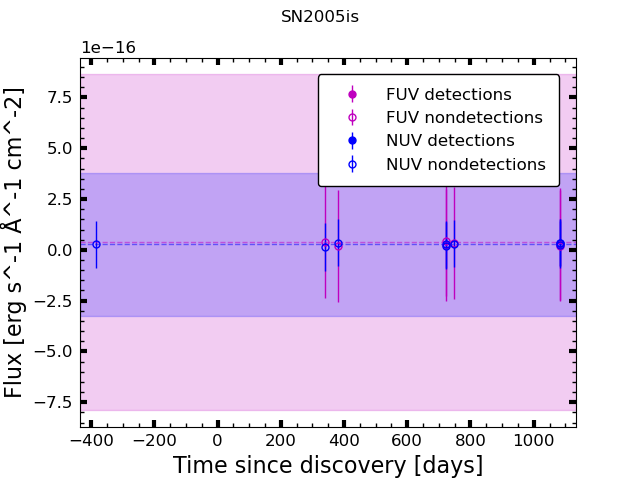 SN2005is
1e−16
FUV detections
FUV nondetections
NUV detections
NUV nondetections
7.5
5.0
2.5
0.0
−2.5
−5.0
−7.5
Flux [erg s^-1 Å^-1 cm^-2]
−400 −200 0 200 400 600 800 1000
Time since discovery [days]